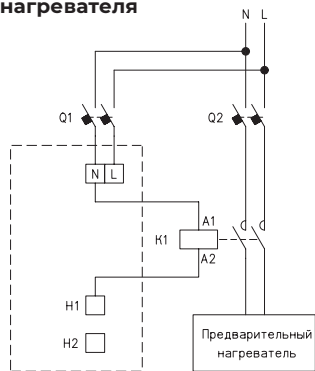 нагревателя
N L
Q1
Q2
N L
A1
K1
A2
H1
H2
Предварительный
нагреватель